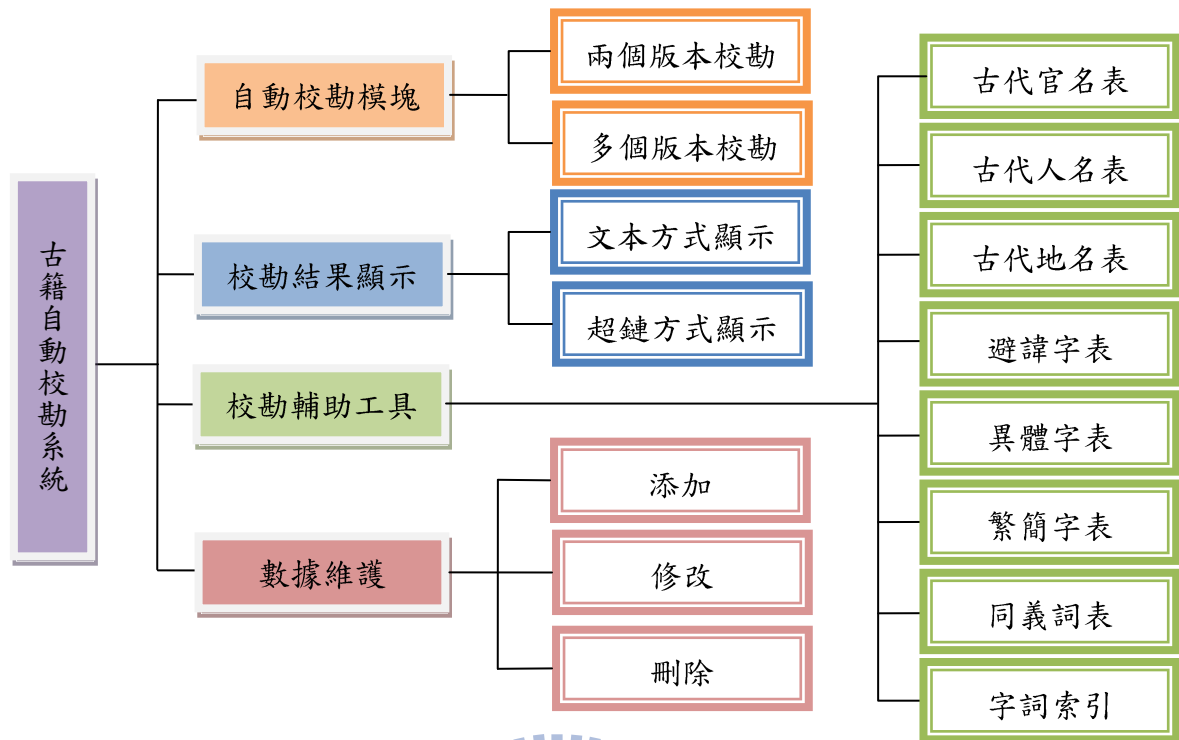 古籍自動校勘系統
自動校勘模塊
兩個版本校勘
多個版本校勘
校勘結果顯示
文本方式顯示
超鏈方式顯示
校勘輔助工具
古代官名表
古代人名表
古代地名表
避諱字表
異體字表
繁簡字表
同義詞表
字詞索引
數據維護
添加
修改
刪除